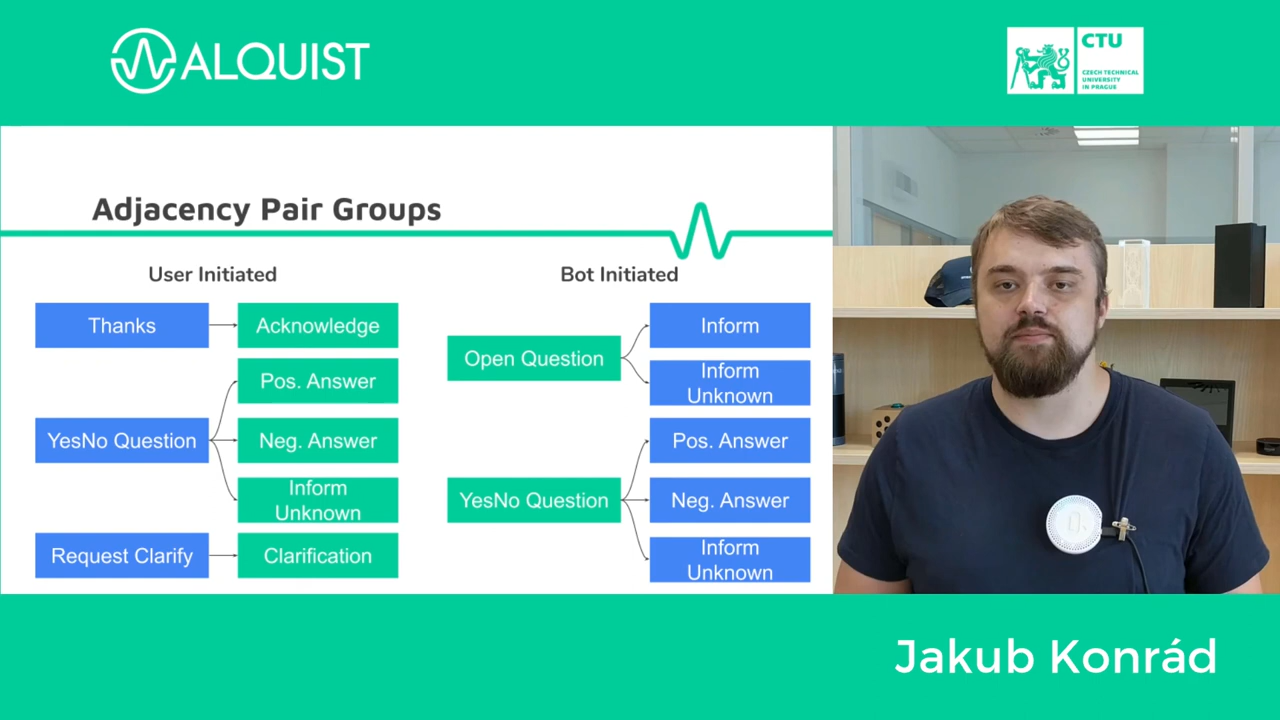 ALQUIST
CTU
CZECH TECHNICAL
UNIVERSITY
IN PRAGUE
Adjacency Pair Groups
User Initiated
Thanks
Acknowledge
YesNo Question
Pos. Answer
Neg. Answer
Inform
Unknown
Request Clarify
Clarification
Bot Initiated
Open Question
Inform
Inform
Unknown
YesNo Question
Pos. Answer
Neg. Answer
Inform
Unknown
Jakub Konrád